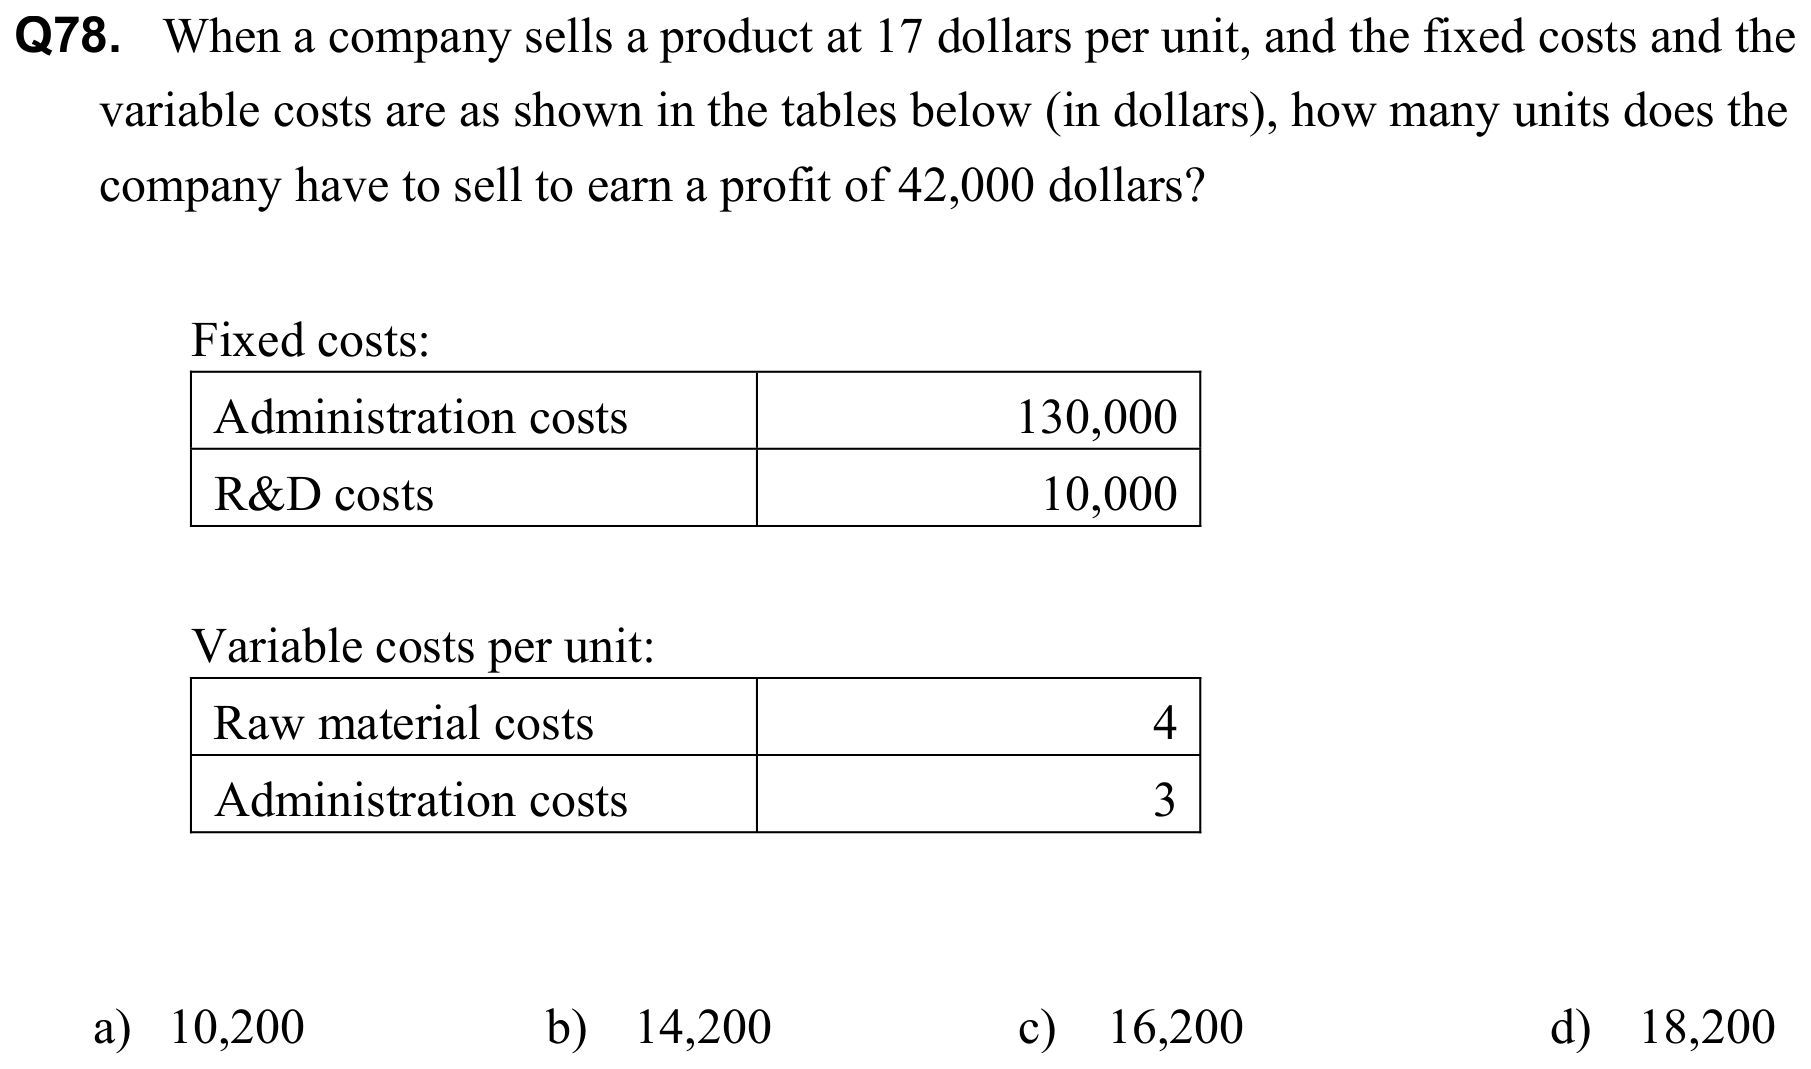 Q78. When a company sells a product at 17 dollars per unit, and the fixed costs and the
variable costs are as shown in the tables below (in dollars), how many units does the
company have to sell to earn a profit of 42,000 dollars?
Fixed costs:
Administration costs 130,000
R&D costs 10,000
Variable costs per unit:
Raw material costs 4
Administration costs 3
a) 10,200 b) 14,200 c) 16,200 d) 18,200